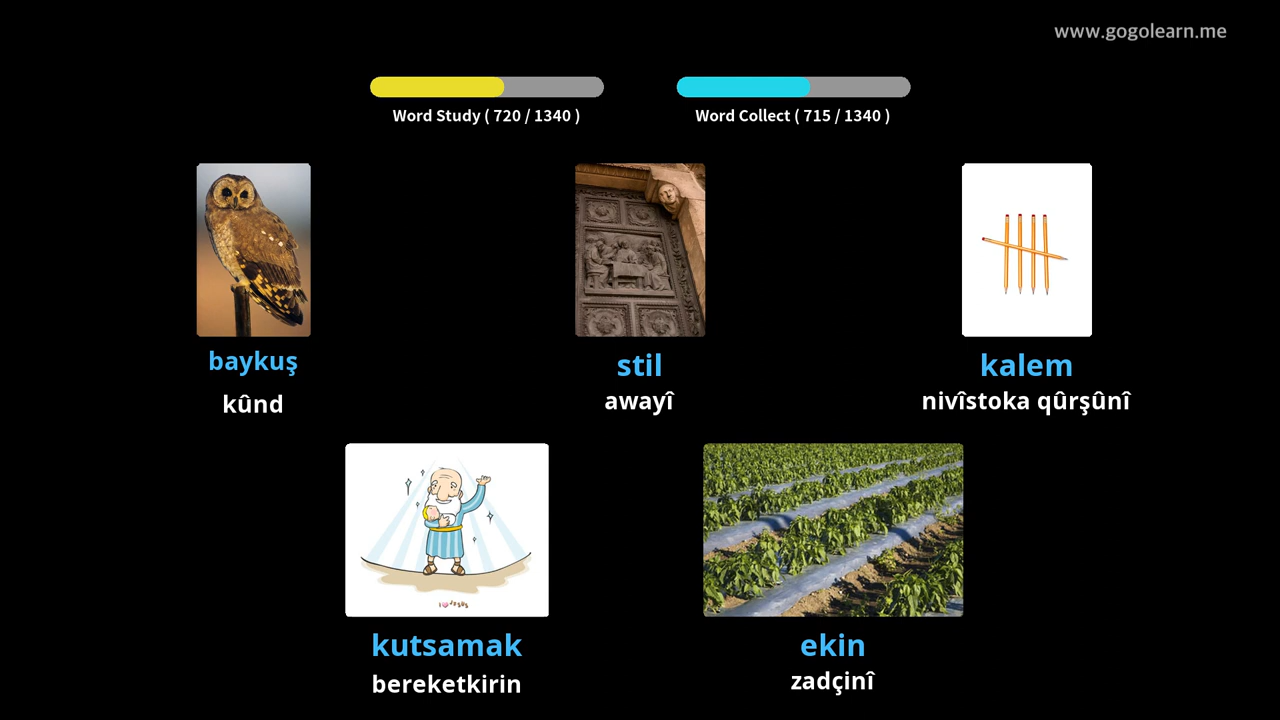 www.gogolearn.me
Word Study ( 720 / 1340 )
Word Collect ( 715 / 1340 )
baykuş
kûnd
stil
awayî
kalem
nivîstoka qûrşûnî
kutsamak
bereketkirin
ekin
zadçinî